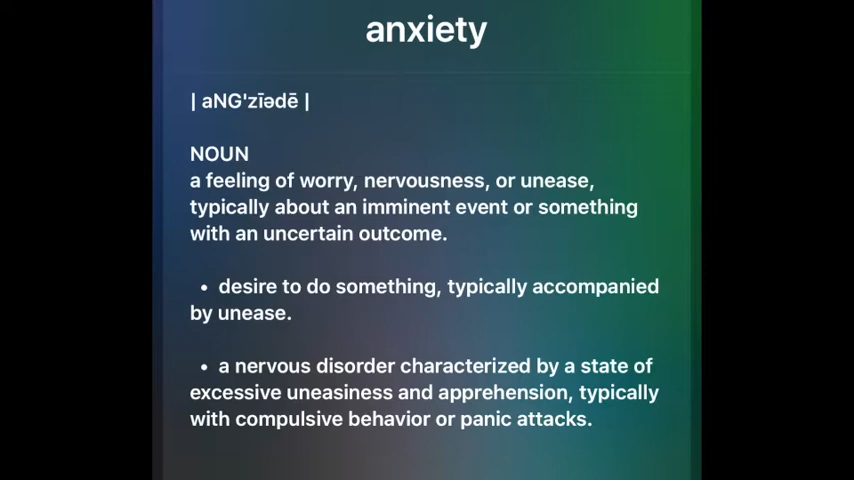 anxiety
| aNG'zīədē |
NOUN
a feeling of worry, nervousness, or unease,
typically about an imminent event or something
with an uncertain outcome.
• desire to do something, typically accompanied
by unease.
• a nervous disorder characterized by a state of
excessive uneasiness and apprehension, typically
with compulsive behavior or panic attacks.